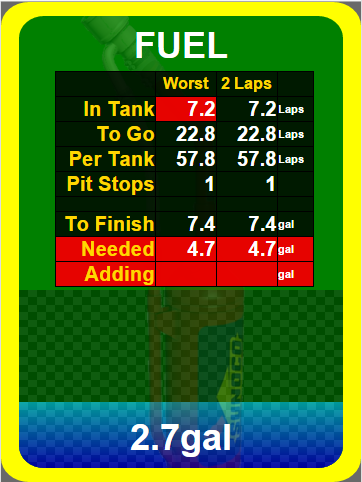 FUEL
Worst 2 Laps
In Tank 7.2 7.2 Laps
To Go 22.8 22.8 Laps
Per Tank 57.8 57.8 Laps
Pit Stops 1 1
To Finish 7.4 7.4 gal
Needed 4.7 4.7 gal
Adding gal
2.7gal